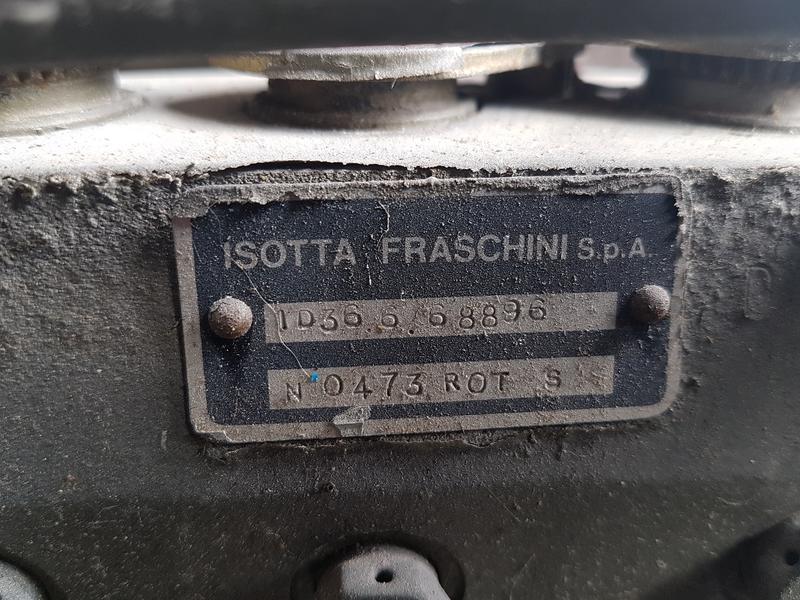 ISOTTA FRASCHINI S.p.A.
ID36 6 68896
N° 0473 ROT S